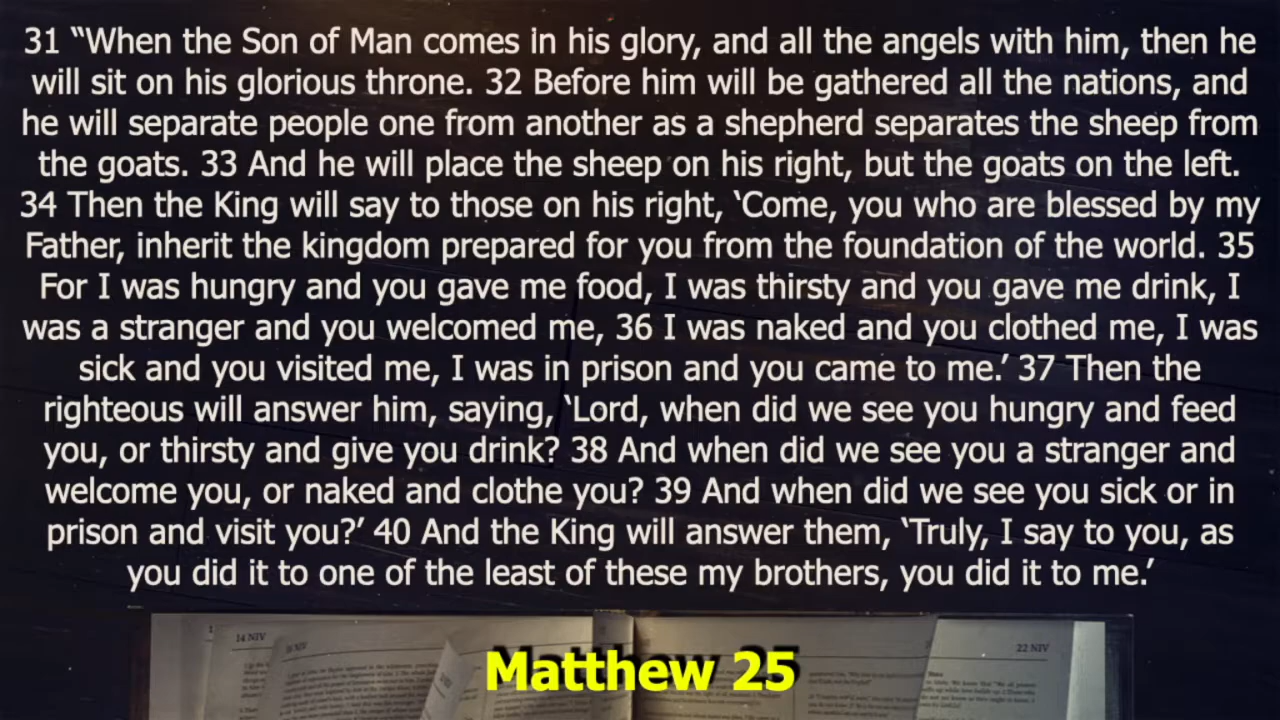 31 “When the Son of Man comes in his glory, and all the angels with him, then he
will sit on his glorious throne. 32 Before him will be gathered all the nations, and
he will separate people one from another as a shepherd separates the sheep from
the goats. 33 And he will place the sheep on his right, but the goats on the left.
34 Then the King will say to those on his right, ‘Come, you who are blessed by my
Father, inherit the kingdom prepared for you from the foundation of the world. 35
For I was hungry and you gave me food, I was thirsty and you gave me drink, I
was a stranger and you welcomed me, 36 I was naked and you clothed me, I was
sick and you visited me, I was in prison and you came to me.’ 37 Then the
righteous will answer him, saying, ‘Lord, when did we see you hungry and feed
you, or thirsty and give you drink? 38 And when did we see you a stranger and
welcome you, or naked and clothe you? 39 And when did we see you sick or in
prison and visit you?’ 40 And the King will answer them, ‘Truly, I say to you, as
you did it to one of the least of these my brothers, you did it to me.’
14 NIV
22 NIV
Matthew 25